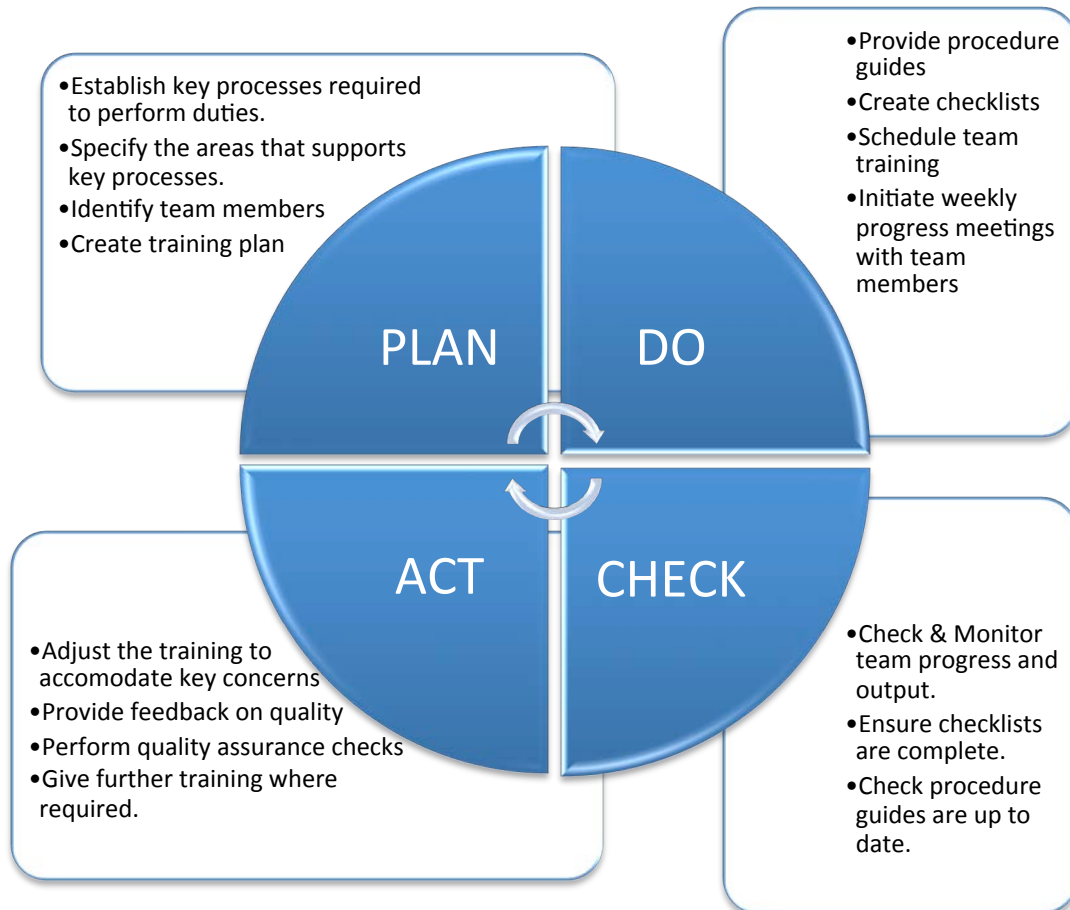 •Establish key processes required
to perform duties.
•Specify the areas that supports
key processes.
•Identify team members
•Create training plan
•Provide procedure
guides
•Create checklists
•Schedule team
training
•Initiate weekly
progress meetings
with team
members
PLAN
DO
ACT
CHECK
•Adjust the training to
accomodate key concerns
•Provide feedback on quality
•Perform quality assurance checks
•Give further training where
required.
•Check & Monitor
team progress and
output.
•Ensure checklists
are complete.
•Check procedure
guides are up to
date.